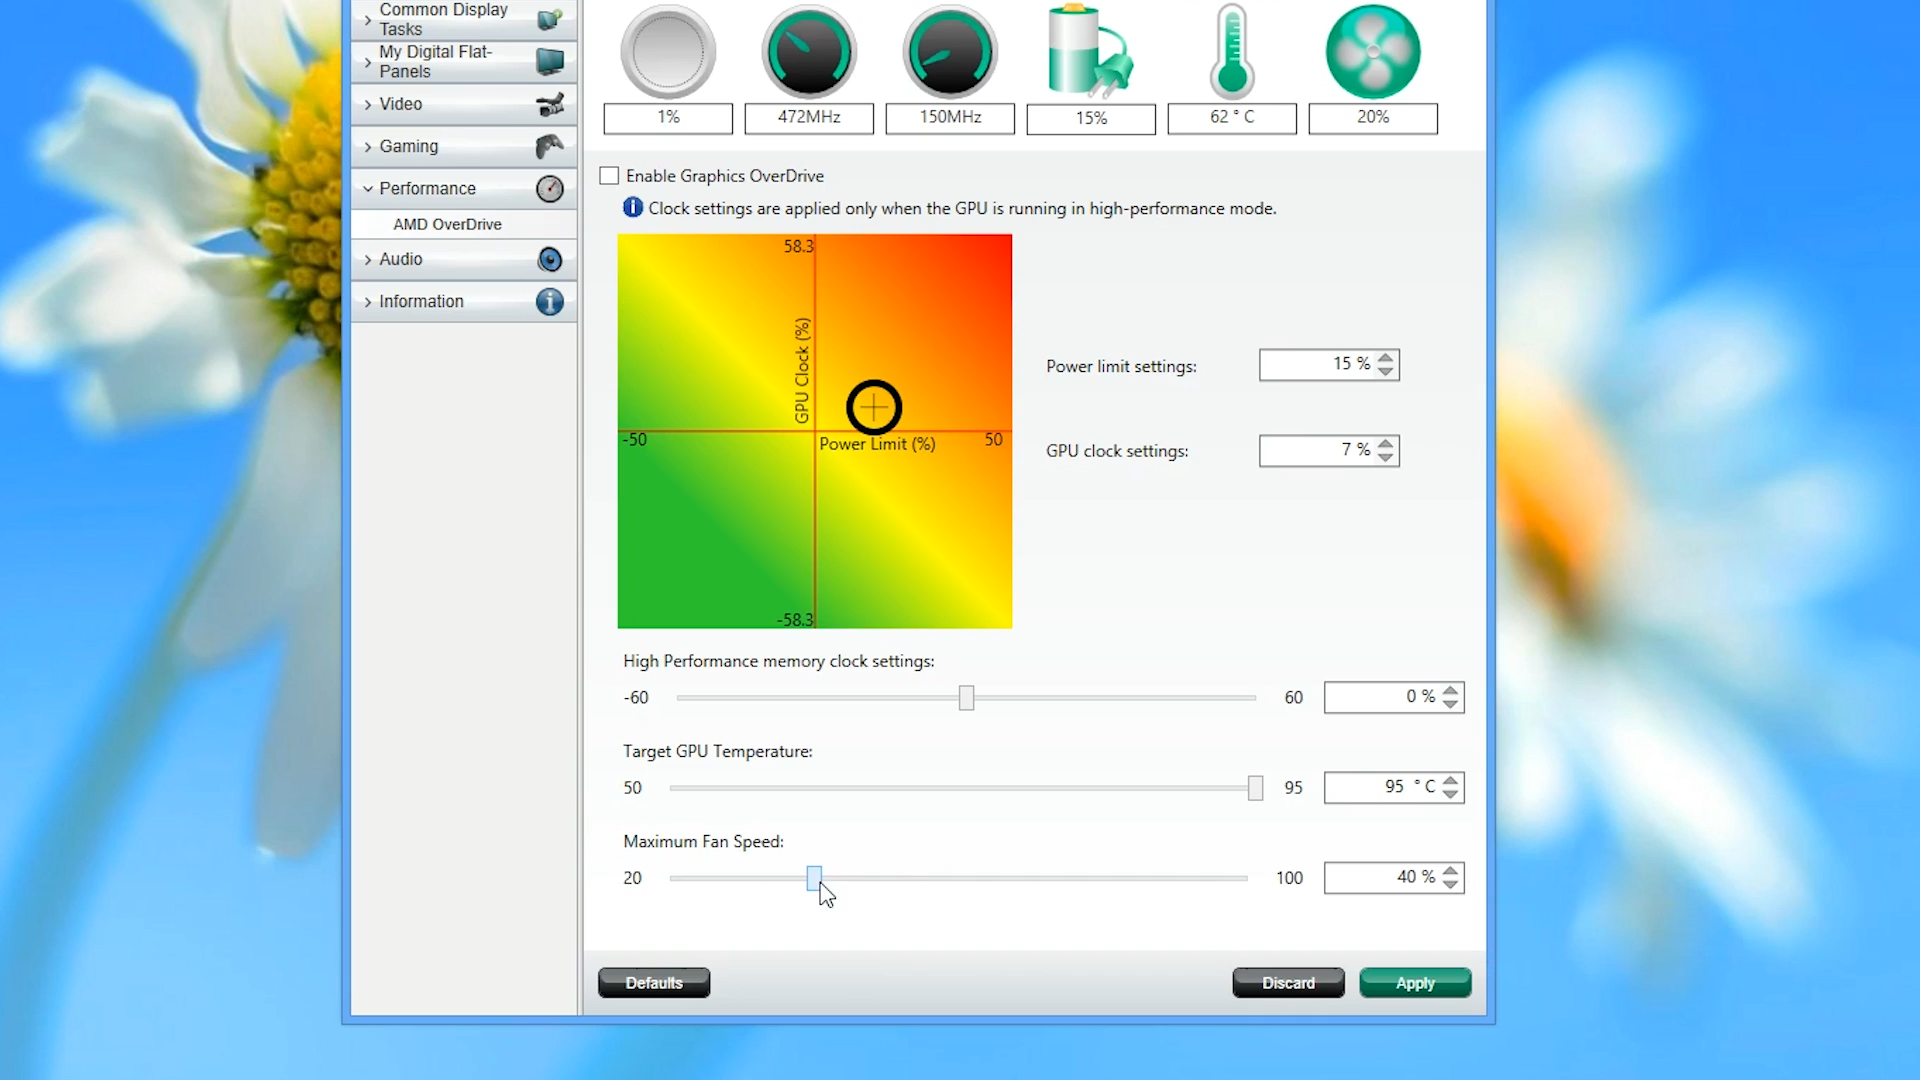 Common Display
Tasks
My Digital Flat-
Panels
Video
Gaming
Performance
AMD OverDrive
Audio
Information
1%
472MHz
150MHz
15%
62 ° C
20%
Enable Graphics OverDrive
Clock settings are applied only when the GPU is running in high-performance mode.
58.3
GPU Clock (%)
-50
50
Power Limit (%)
-58.3
Power limit settings:
15 %
GPU clock settings:
7 %
High Performance memory clock settings:
-60
60
0 %
Target GPU Temperature:
50
95
95 ° C
Maximum Fan Speed:
20
100
40 %
Defaults
Discard
Apply